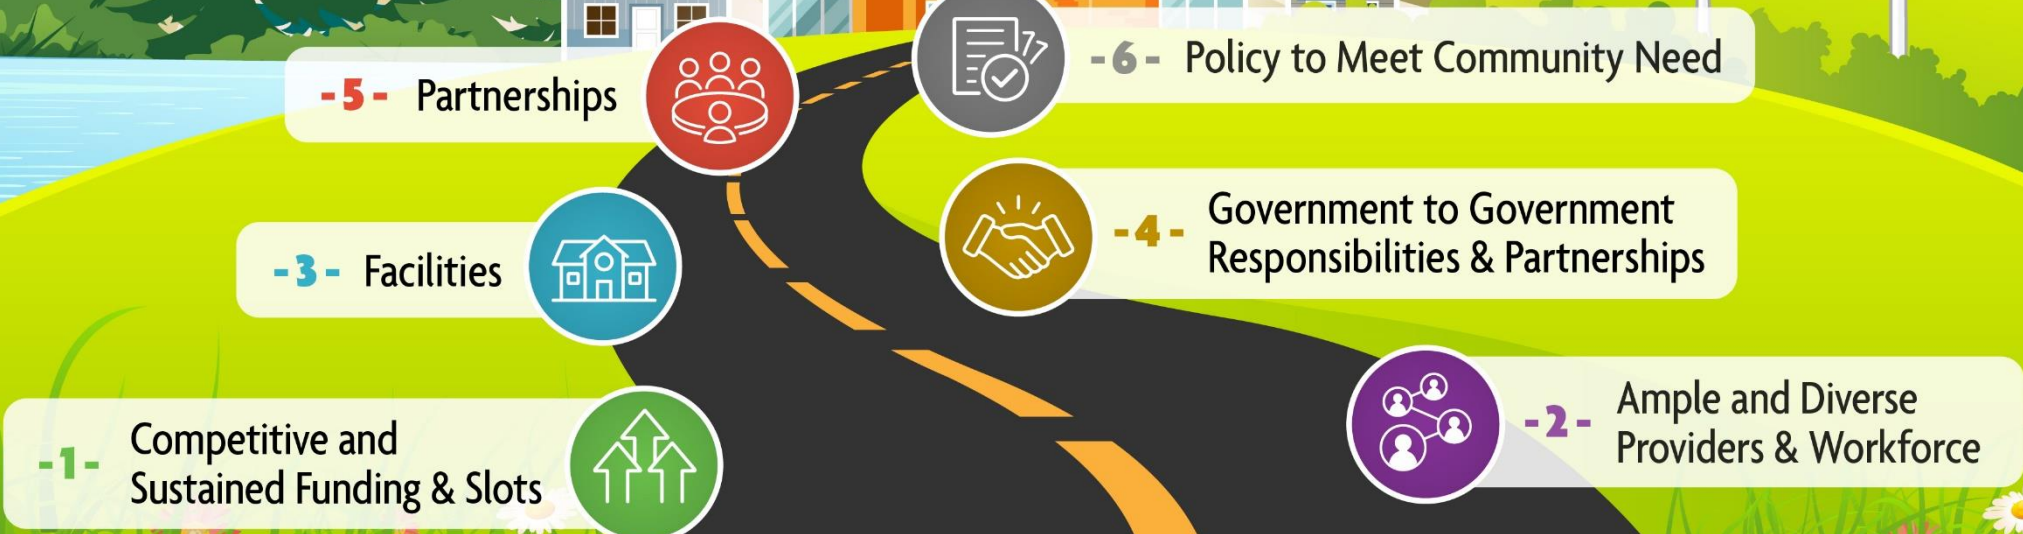 -5- Partnerships
-6- Policy to Meet Community Need
-3- Facilities
-4- Government to Government
Responsibilities & Partnerships
-1- Competitive and
Sustained Funding & Slots
-2- Ample and Diverse
Providers & Workforce